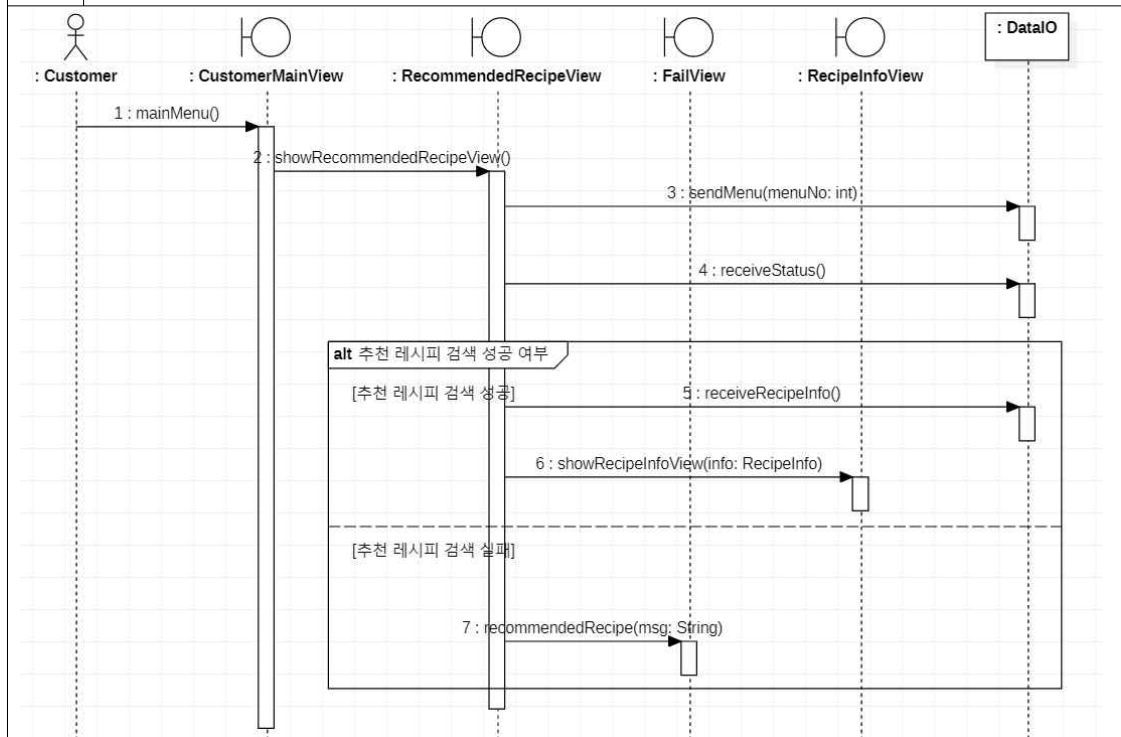 : DataIO
: Customer
: CustomerMainView
: RecommendedRecipeView
: FailView
: RecipeInfoView
1 : mainMenu()
2 : showRecommendedRecipeView()
3 : sendMenu(menuNo: int)
4 : receiveStatus()
alt 추천 레시피 검색 성공 여부
[추천 레시피 검색 성공]
5 : receiveRecipeInfo()
6 : showRecipeInfoView(info: RecipeInfo)
[추천 레시피 검색 실패]
7 : recommendedRecipe(msg: String)